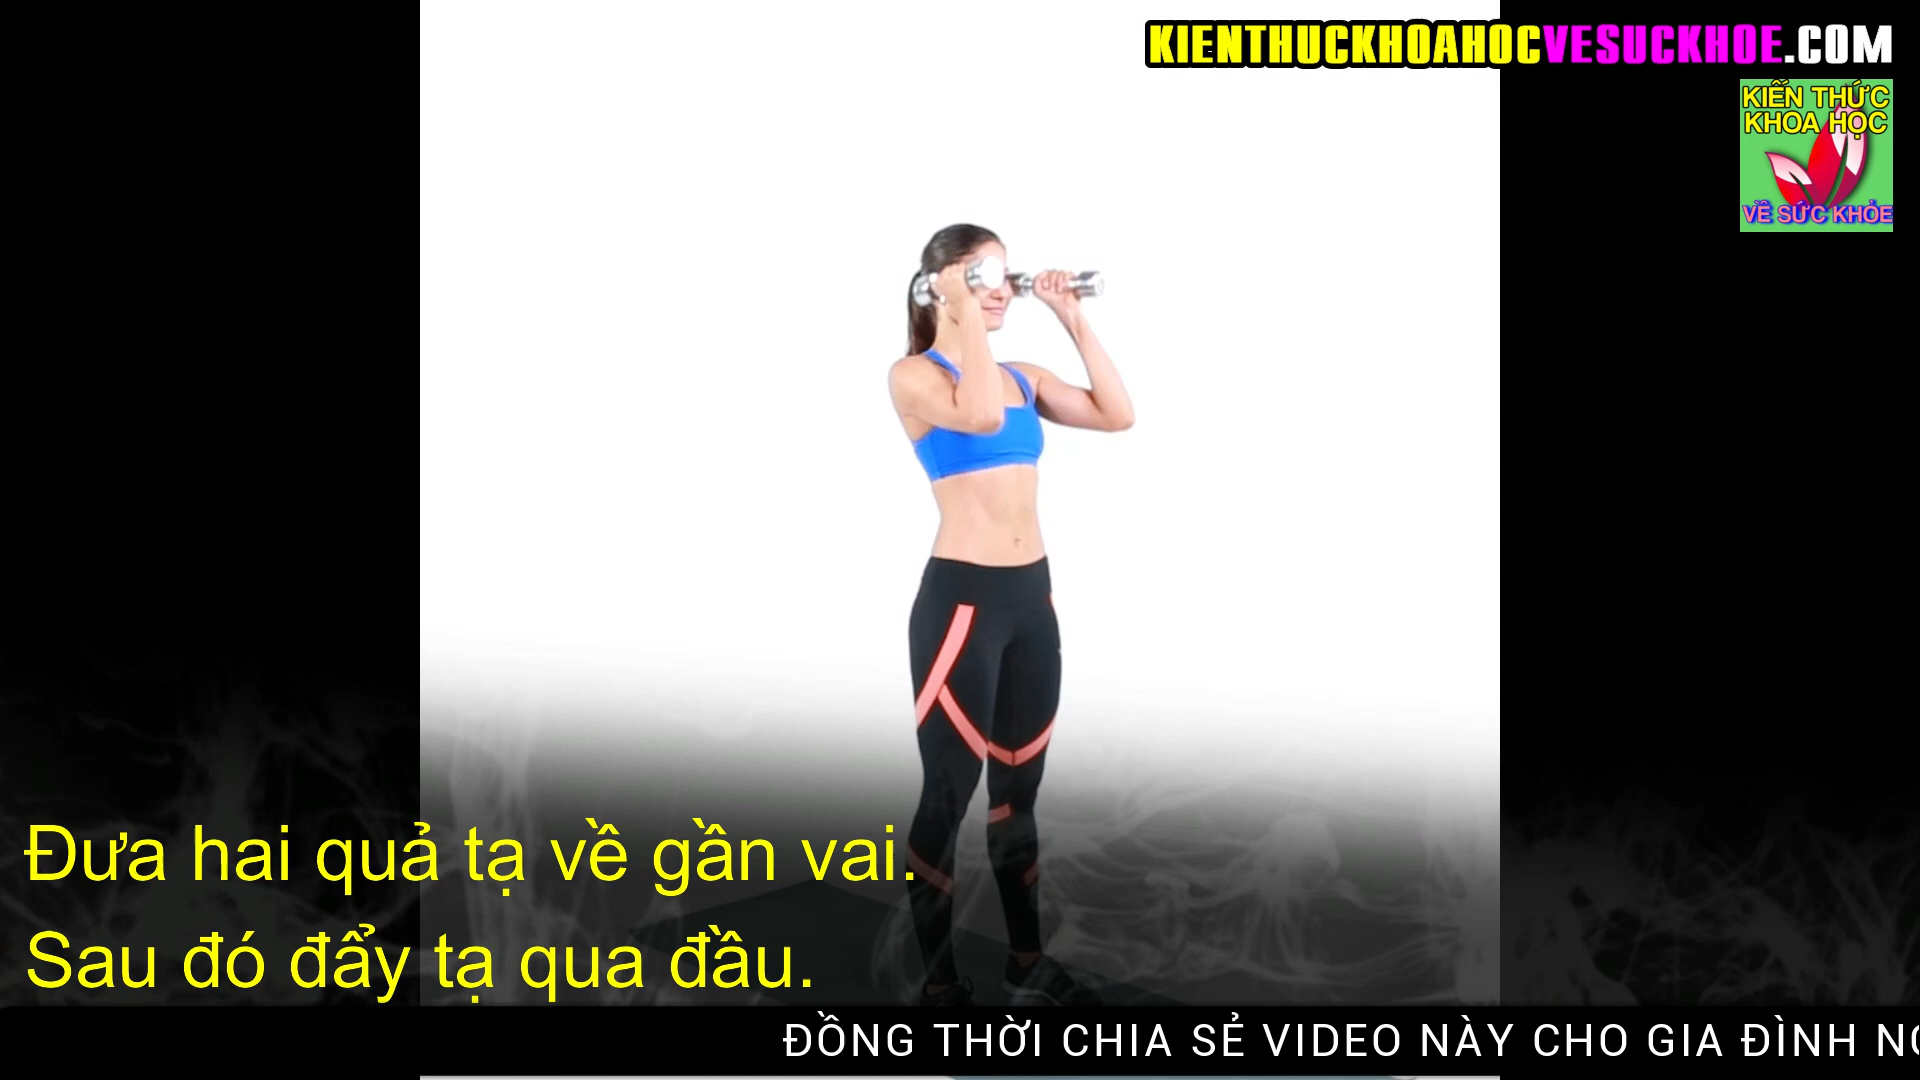 KIENTHUCKHOAHOCVESUCKHOE.COM
KIẾN THỨC
KHOA HỌC
VỀ SỨC KHỎE
Đưa hai quả tạ về gần vai.
Sau đó đẩy tạ qua đầu.
ĐỒNG THỜI CHIA SẺ VIDEO NÀY CHO GIA ĐÌNH